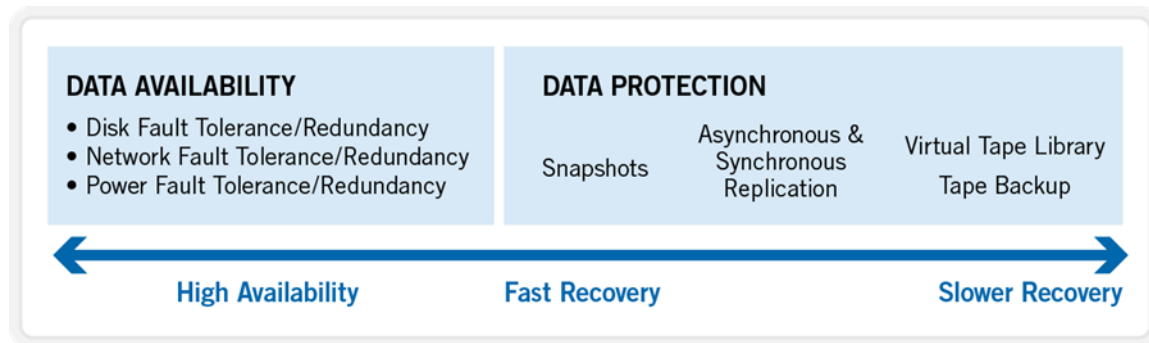 DATA AVAILABILITY
• Disk Fault Tolerance/Redundancy
• Network Fault Tolerance/Redundancy
• Power Fault Tolerance/Redundancy
DATA PROTECTION
Snapshots
Asynchronous &
Synchronous
Replication
Virtual Tape Library
Tape Backup
High Availability
Fast Recovery
Slower Recovery